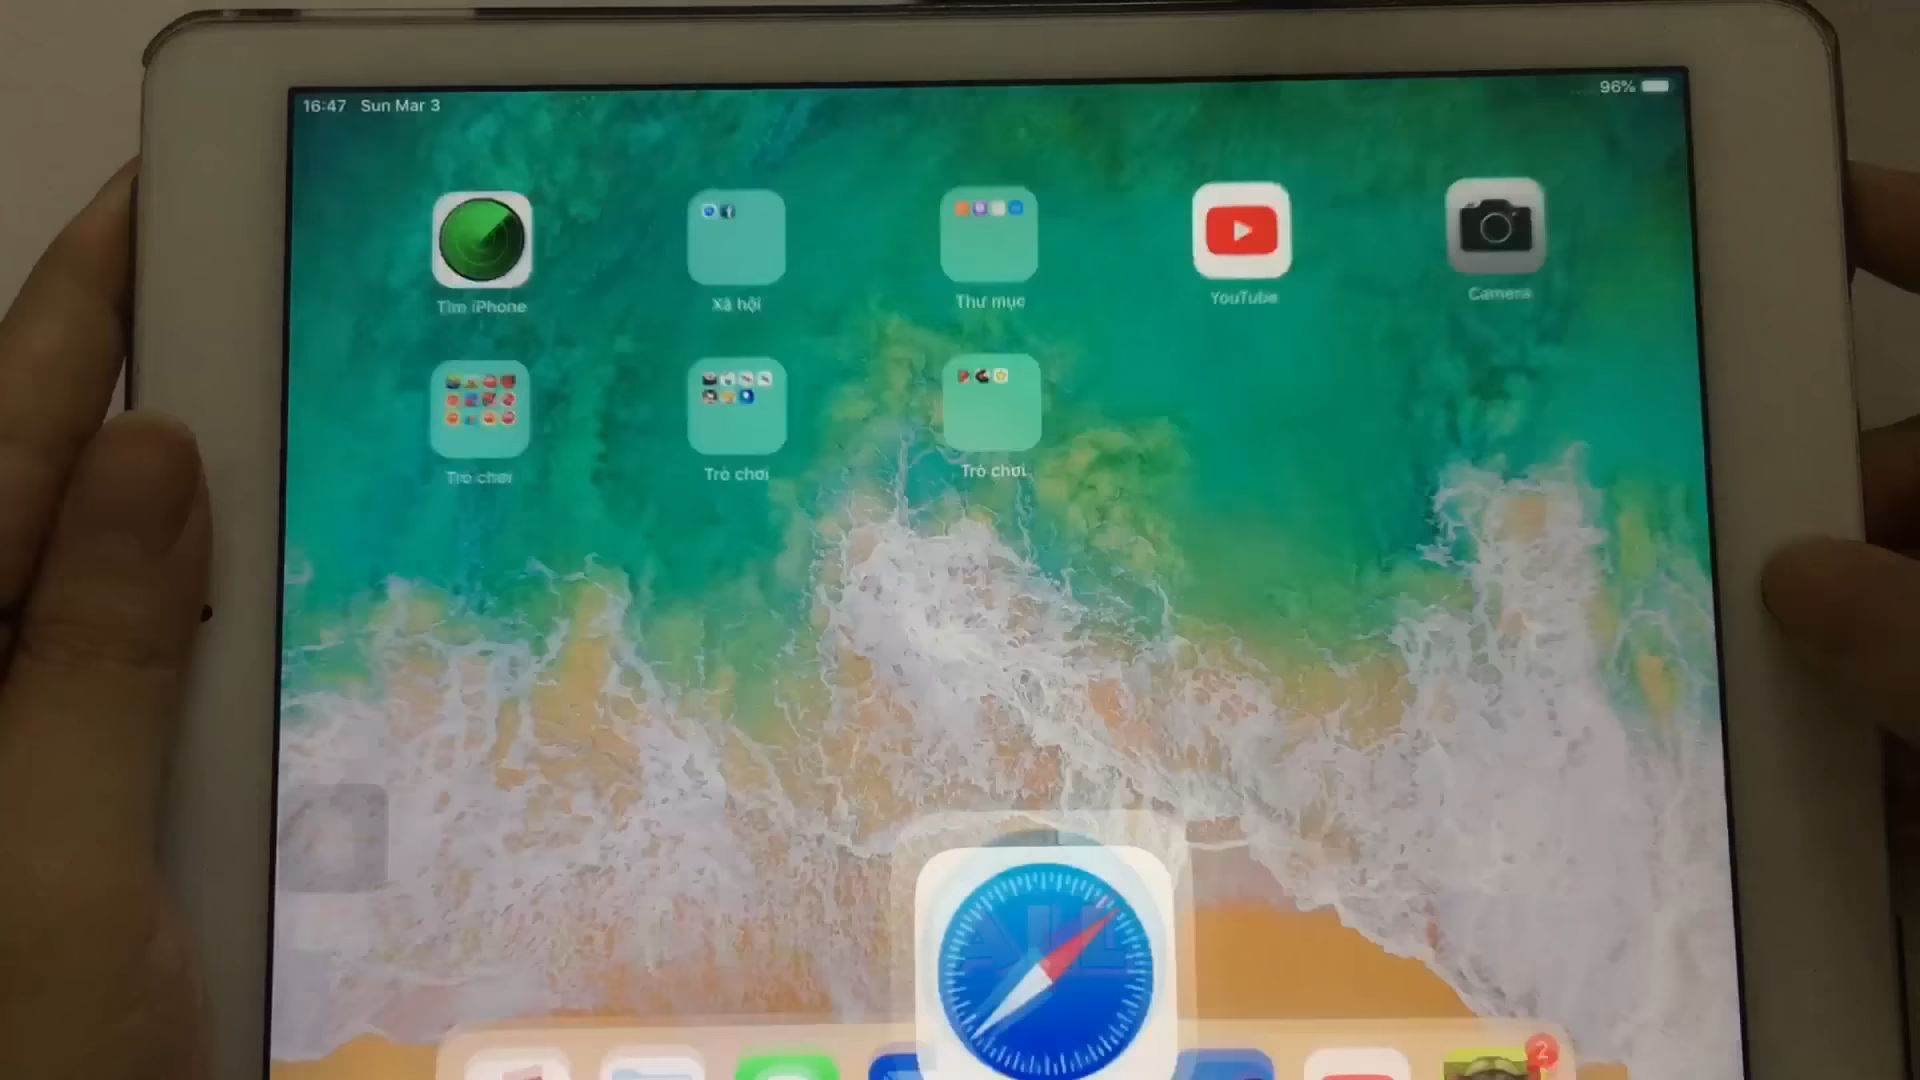 16:47 Sun Mar 3
96%
Tìm iPhone
Xã hội
Thư mục
YouTube
Camera
Trò chơi
Trò chơi
Trò chơi
2